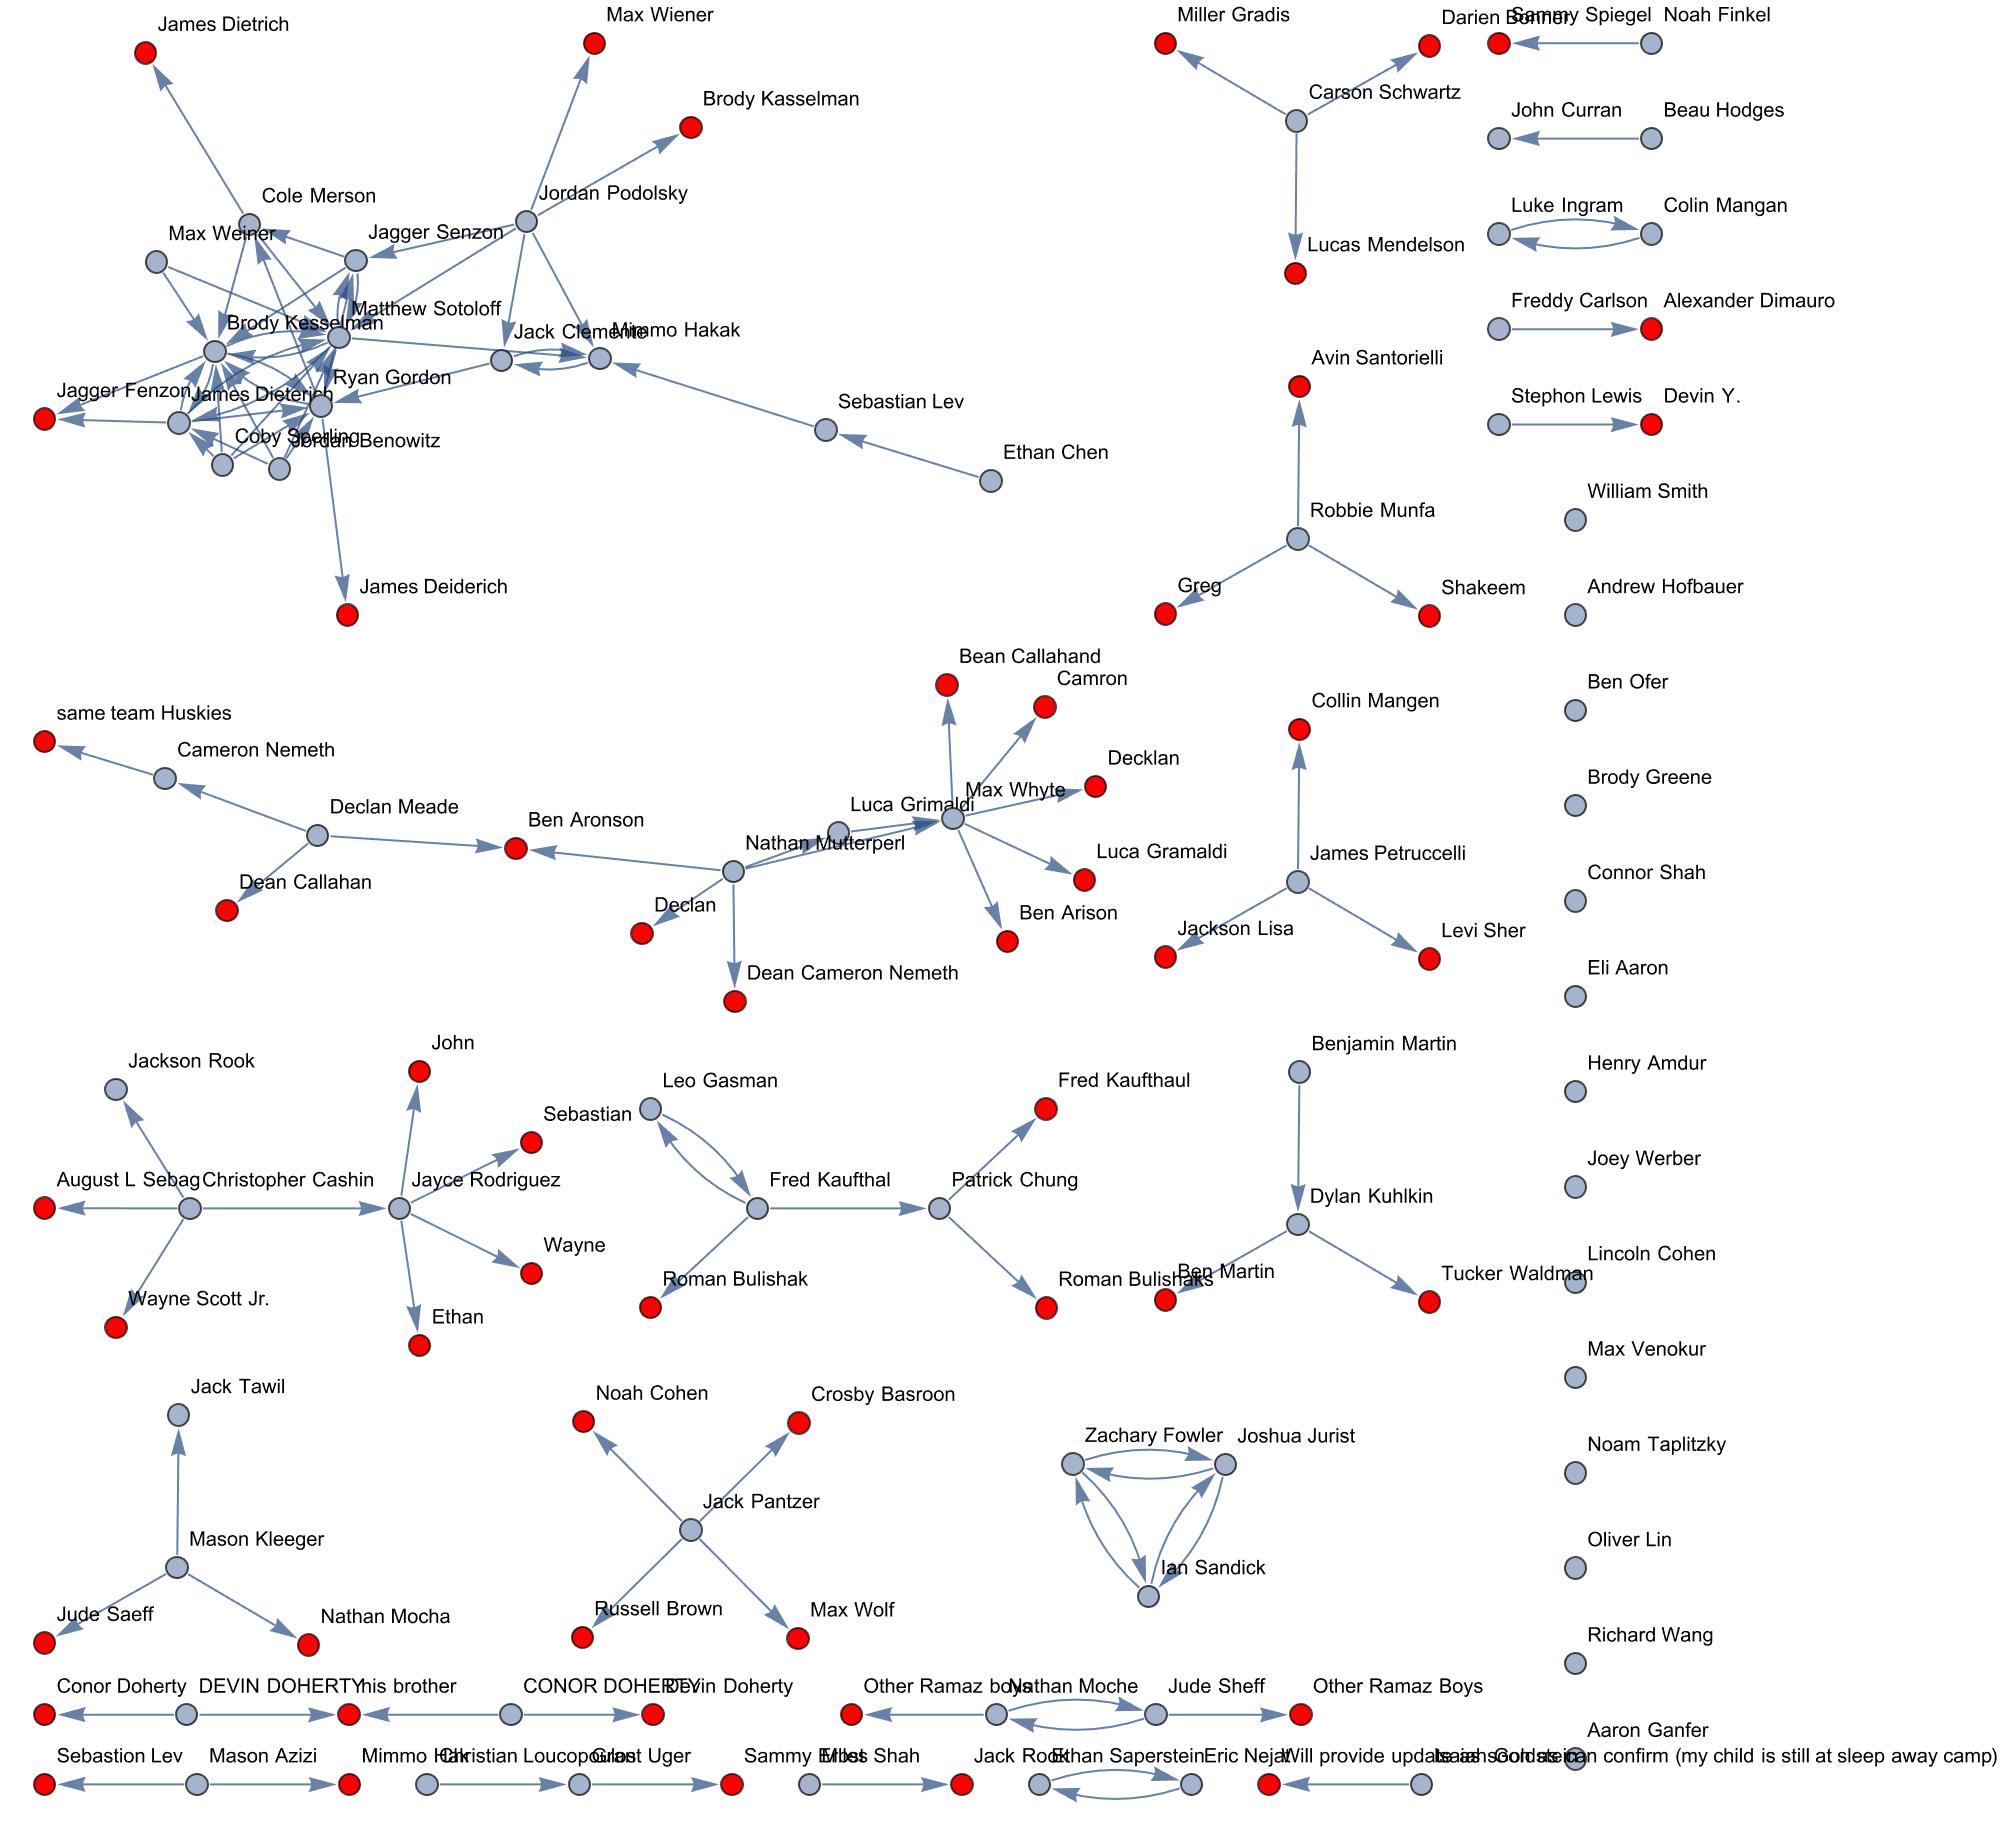 James Dietrich
Max Wiener
Miller Gradis
Darien Bonner
Sammy Spiegel
Noah Finkel
Brody Kasselman
Carson Schwartz
John Curran
Beau Hodges
Cole Merson
Jordan Podolsky
Max Weiner
Jagger Senzon
Lucas Mendelson
Luke Ingram
Colin Mangan
Matthew Sotoloff
Brody Kesselman
Jack Clemente
Mimmo Hakak
Freddy Carlson
Alexander Dimauro
Avin Santorielli
Jagger Fenzon
James Dieterich
Ryan Gordon
Sebastian Lev
Stephon Lewis
Devin Y.
Coby Sperling
Jordan Benowitz
Ethan Chen
William Smith
Robbie Munfa
James Deiderich
Greg
Shakeem
Andrew Hofbauer
Bean Callahand
Camron
Ben Ofer
same team Huskies
Cameron Nemeth
Collin Mangen
Decklan
Brody Greene
Declan Meade
Ben Aronson
Luca Grimaldi
Max Whyte
Nathan Mutterperl
Luca Gramaldi
James Petruccelli
Connor Shah
Dean Callahan
Declan
Ben Arison
Jackson Lisa
Levi Sher
Dean Cameron Nemeth
Eli Aaron
Jackson Rook
John
Leo Gasman
Fred Kaufthaul
Benjamin Martin
Henry Amdur
Sebastian
August L Sebag
Christopher Cashin
Jayce Rodriguez
Fred Kaufthal
Patrick Chung
Dylan Kuhlkin
Joey Werber
Wayne
Wayne Scott Jr.
Ethan
Roman Bulishak
Roman Bulishaks
Ben Martin
Tucker Waldman
Lincoln Cohen
Jack Tawil
Noah Cohen
Crosby Basroon
Max Venokur
Zachary Fowler
Joshua Jurist
Noam Taplitzky
Mason Kleeger
Jack Pantzer
Ian Sandick
Oliver Lin
Jude Saeff
Nathan Mocha
Russell Brown
Max Wolf
Richard Wang
Conor Doherty
DEVIN DOHERTY
his brother
CONOR DOHERTY
Devin Doherty
Other Ramaz boys
Nathan Moche
Jude Sheff
Other Ramaz Boys
Aaron Ganfer
Sebastion Lev
Mason Azizi
Mimmo
Christian Loucopoulos
Grant Uger
Sammy
Miles Shah
Jack Rook
Ethan Saperstein
Eric Nejat
Will provide update as soon as i can confirm (my child is still at sleep away camp)
Isaiah Goldstein